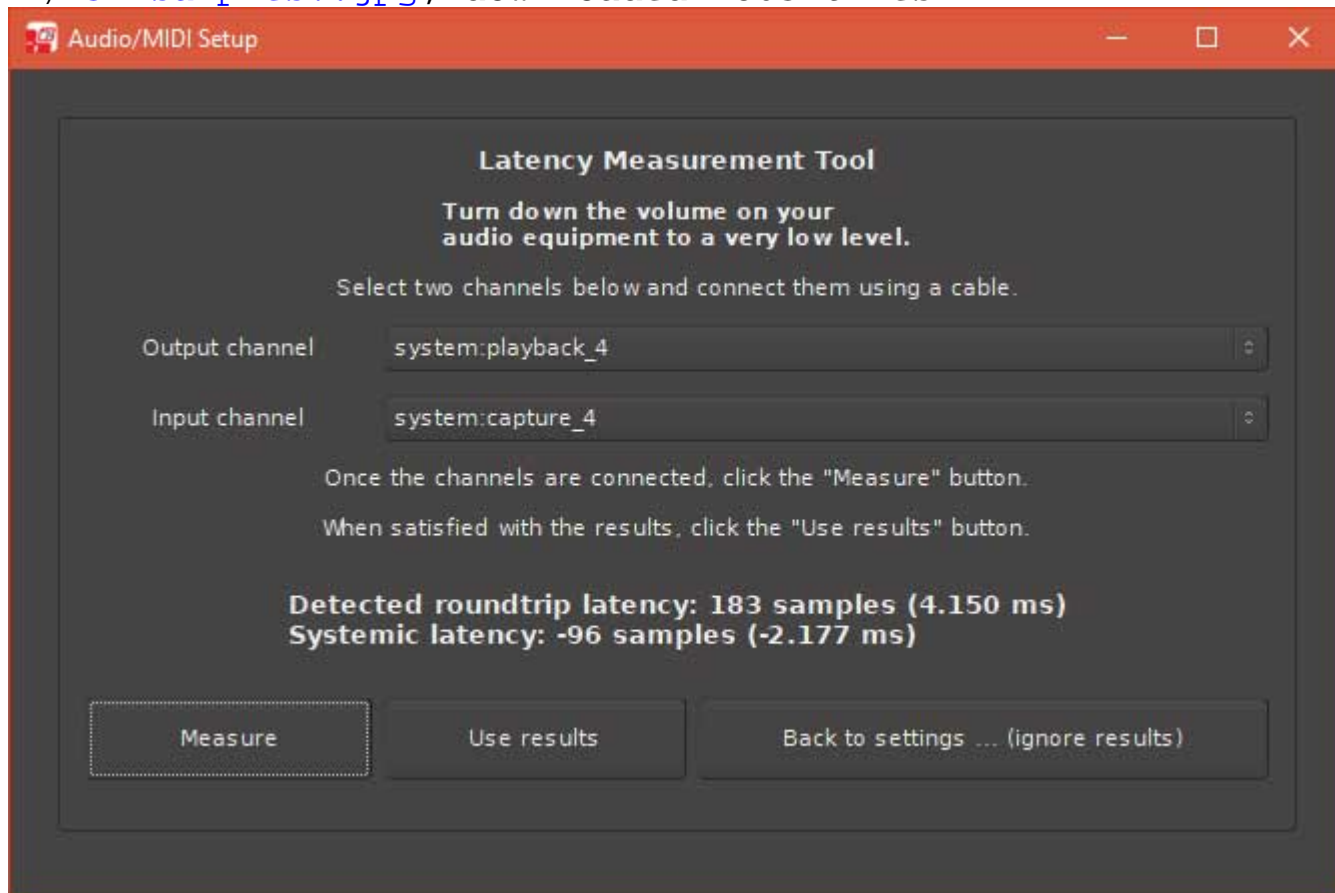 Audio/MIDI Setup
Latency Measurement Tool
Turn down the volume on your
audio equipment to a very low level.
Select two channels below and connect them using a cable.
Output channel system:playback_4
Input channel system:capture_4
Once the channels are connected, click the "Measure" button.
When satisfied with the results, click the "Use results" button.
Detected roundtrip latency: 183 samples (4.150 ms)
Systemic latency: -96 samples (-2.177 ms)
Measure Use results Back to settings ... (ignore results)